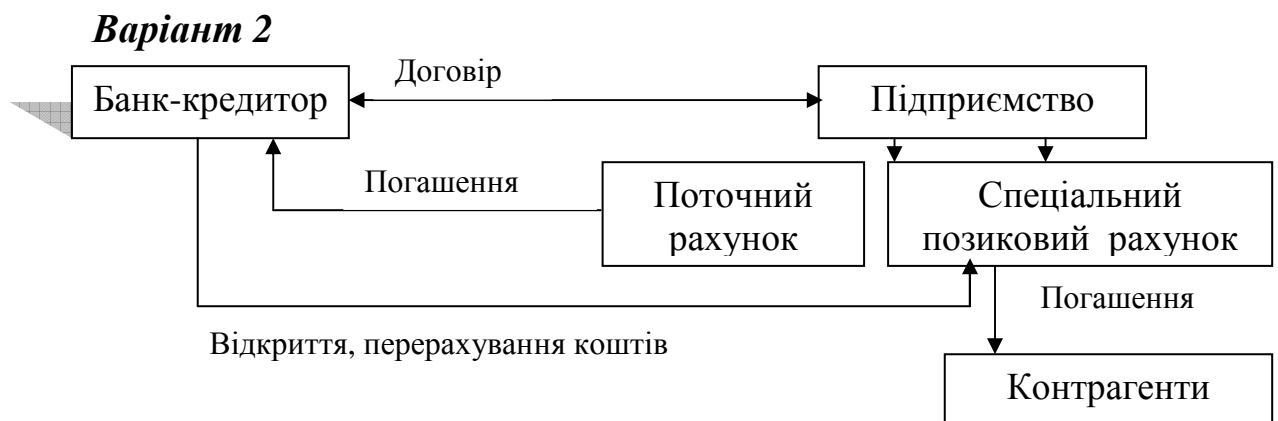 Варіант 2
Договір
Банк-кредитор
Підприємство
Погашення
Поточний
рахунок
Спеціальний
позиковий рахунок
Погашення
Відкриття, перерахування коштів
Контрагенти